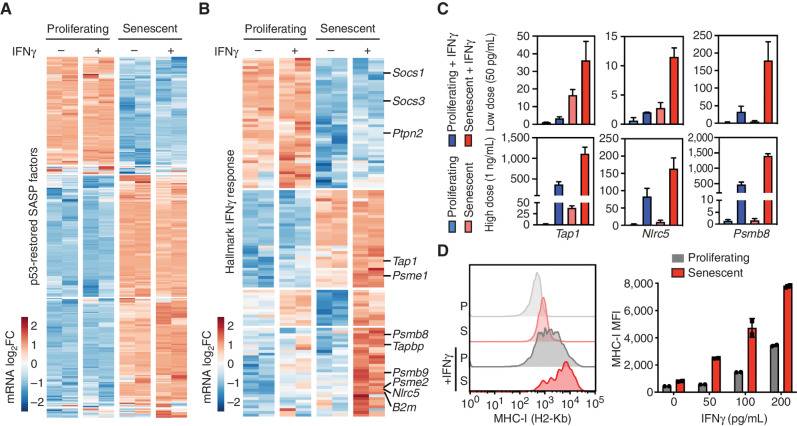 A
Proliferating Senescent
IFNγ – + – +
p53-restored SASP factors
mRNA log2FC
2
1
0
−1
−2
B
Proliferating Senescent
IFNγ – + – +
Hallmark IFNγ response
Socs1
Socs3
Ptpn2
Tap1
Psme1
Psmb8
Tapbp
Psmb9
Psme2
Nlrc5
B2m
mRNA log2FC
2
1
0
−1
−2
C
Proliferating + IFNγ
Senescent + IFNγ
Proliferating
Senescent
Low dose (50 pg/mL)
50
40
30
20
10
0
15
10
5
0
250
200
150
100
50
0
High dose (1 ng/mL)
1,500
1,000
500
50
25
0
Tap1
250
200
150
100
50
20
0
Nlrc5
2,000
1,500
1,000
500
10
5
0
Psmb8
D
P
S
P
S
+IFNγ
10^0 10^1 10^2 10^3 10^4 10^5
MHC-I (H2-Kb)
Proliferating
Senescent
MHC-I MFI
8,000
6,000
4,000
2,000
0
0 50 100 200
IFNγ (pg/mL)